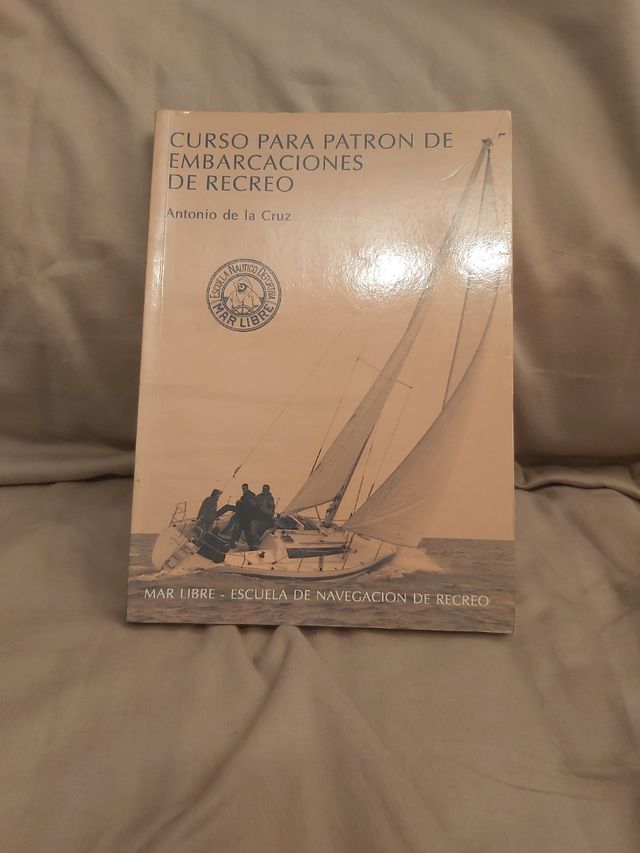 CURSO PARA PATRON DE
EMBARCACIONES
DE RECREO
Antonio de la Cruz
ESCUELA NAUTICO DEPORTIVA
MAR LIBRE
MAR LIBRE - ESCUELA DE NAVEGACION DE RECREO